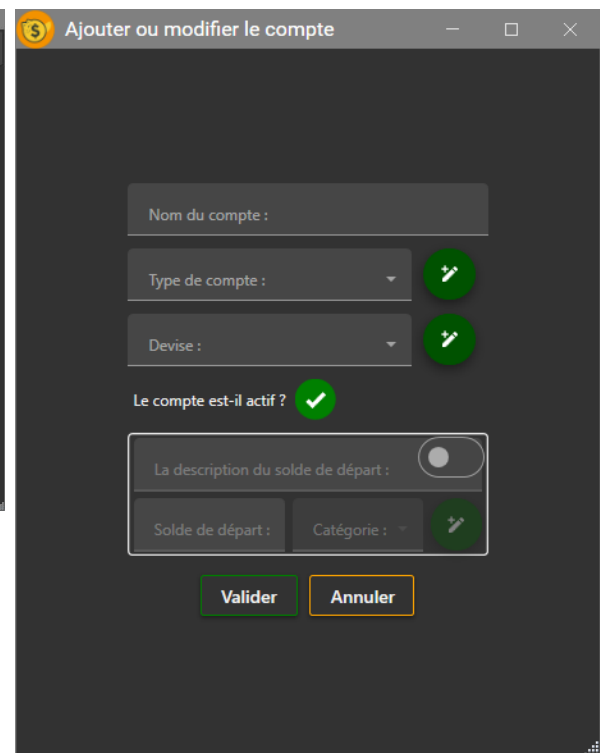 Ajouter ou modifier le compte
Nom du compte :
Type de compte :
Devise :
Le compte est-il actif ?
La description du solde de départ :
Solde de départ :
Catégorie :
Valider
Annuler